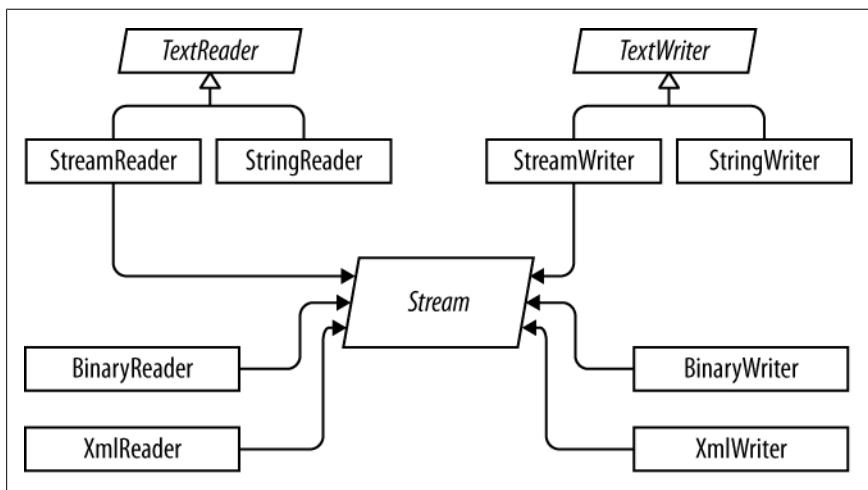 TextReader
TextWriter
StreamReader
StringReader
StreamWriter
StringWriter
Stream
BinaryReader
BinaryWriter
XmlReader
XmlWriter